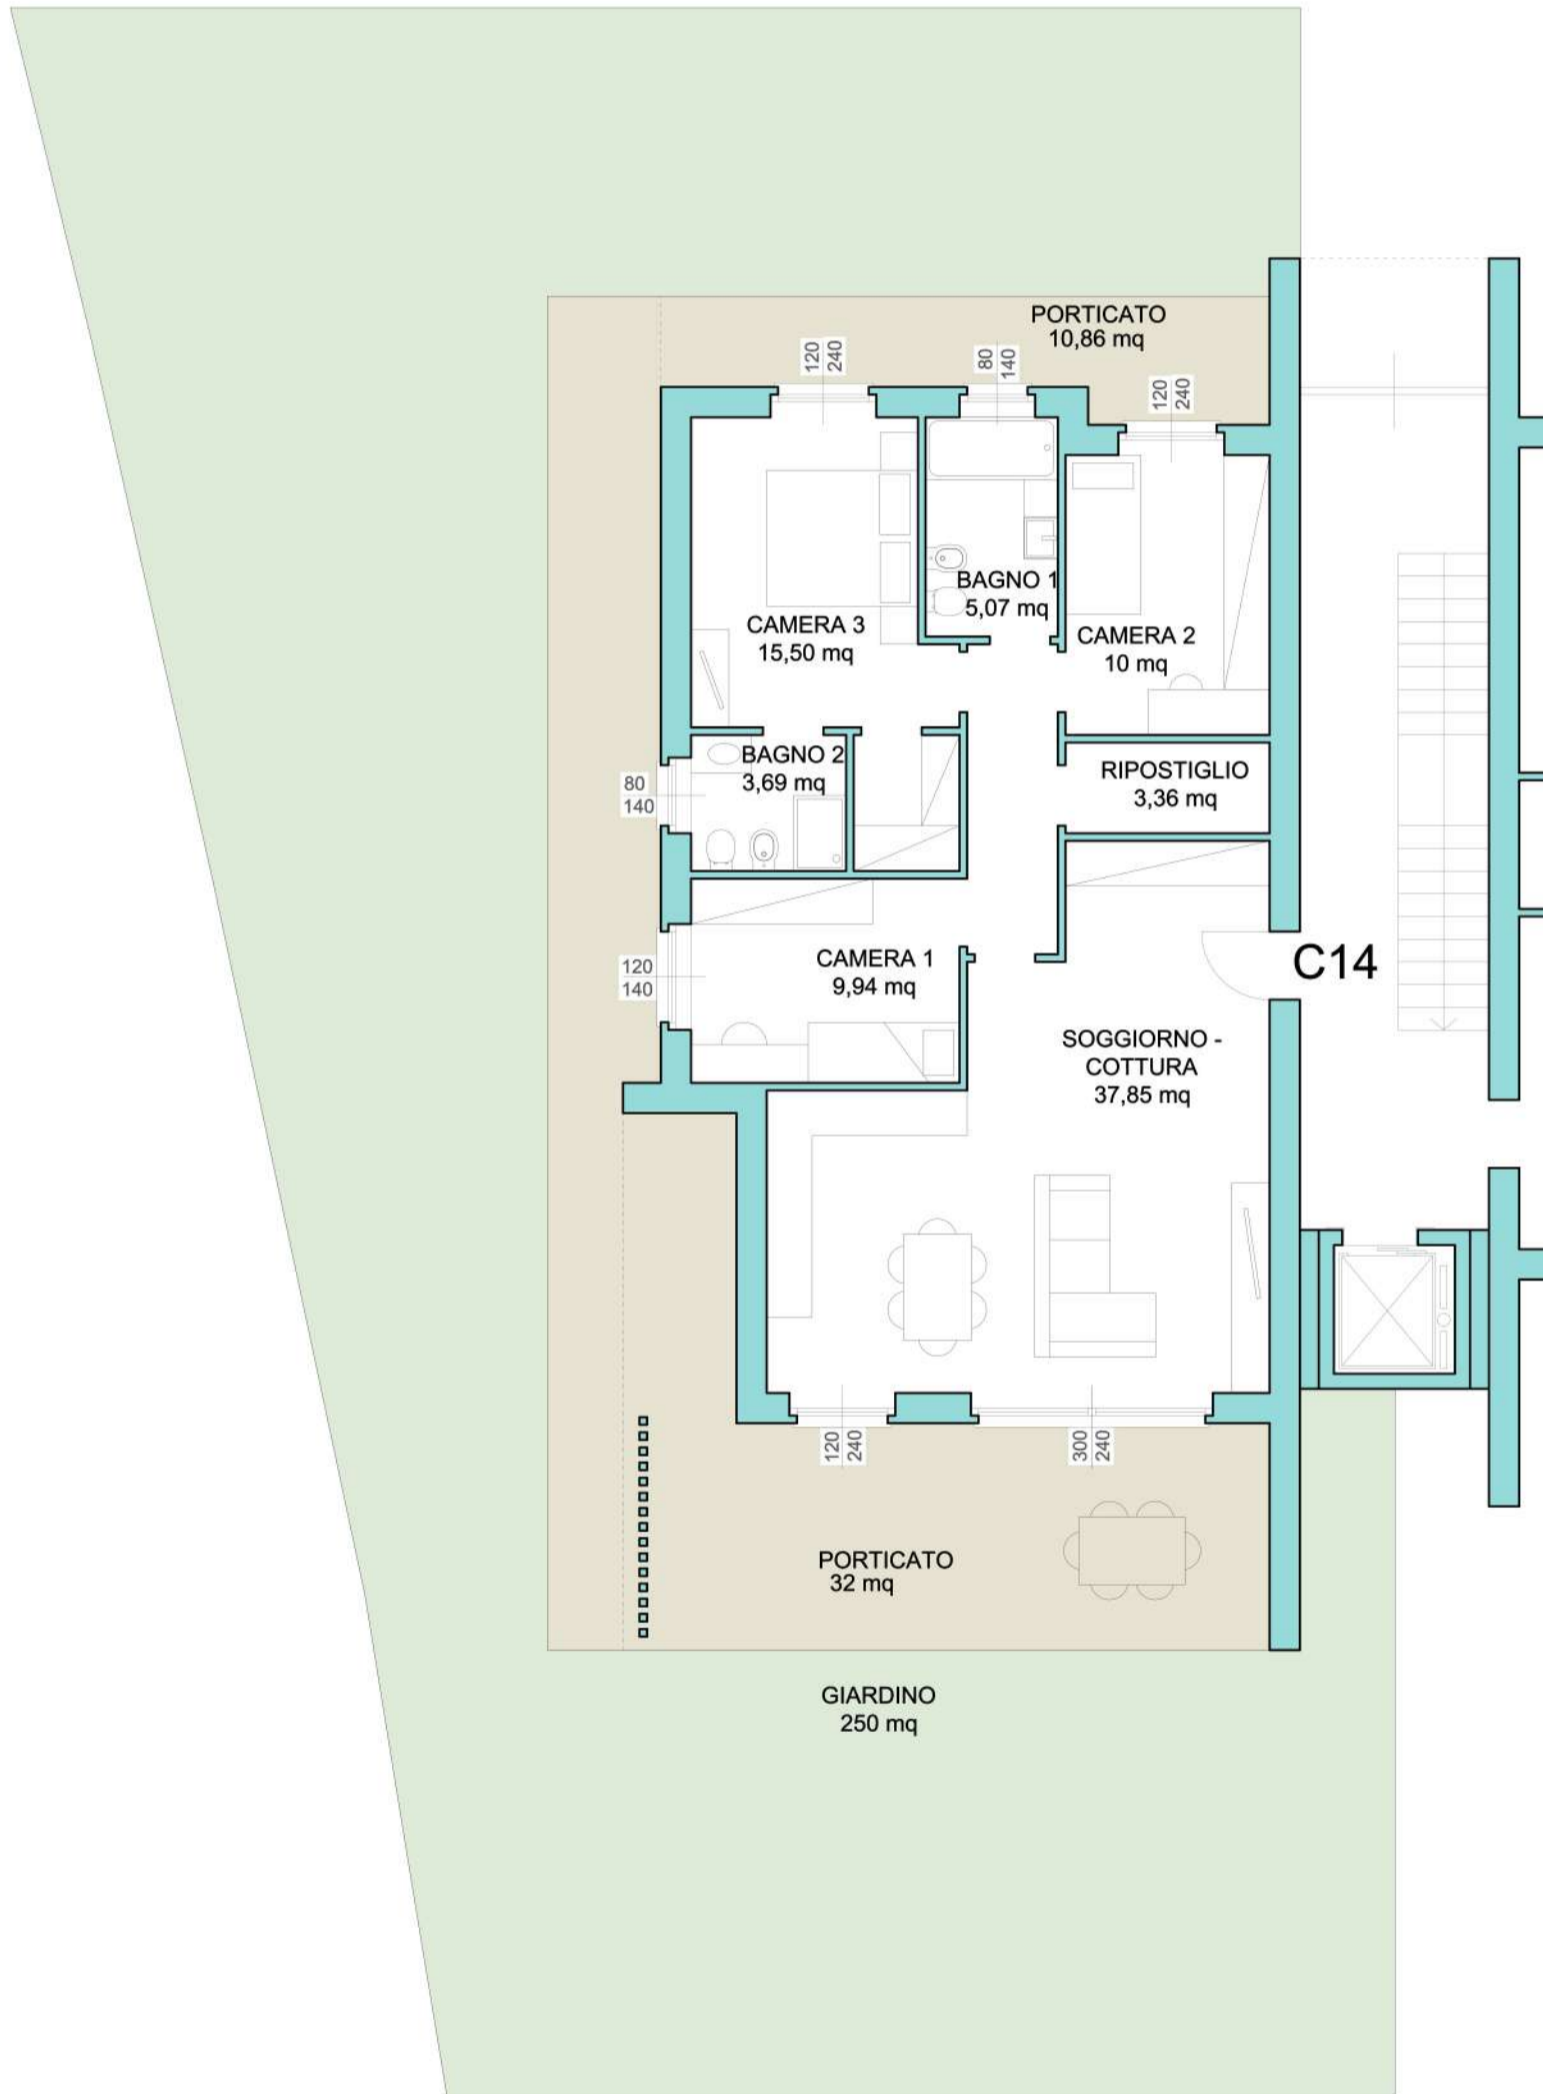 PORTICATO
10,86 mq
120
240
80
140
120
240
BAGNO 1
5,07 mq
CAMERA 3
15,50 mq
CAMERA 2
10 mq
BAGNO 2
3,69 mq
RIPOSTIGLIO
3,36 mq
80
140
CAMERA 1
9,94 mq
120
140
C14
SOGGIORNO -
COTTURA
37,85 mq
120
240
300
240
PORTICATO
32 mq
GIARDINO
250 mq